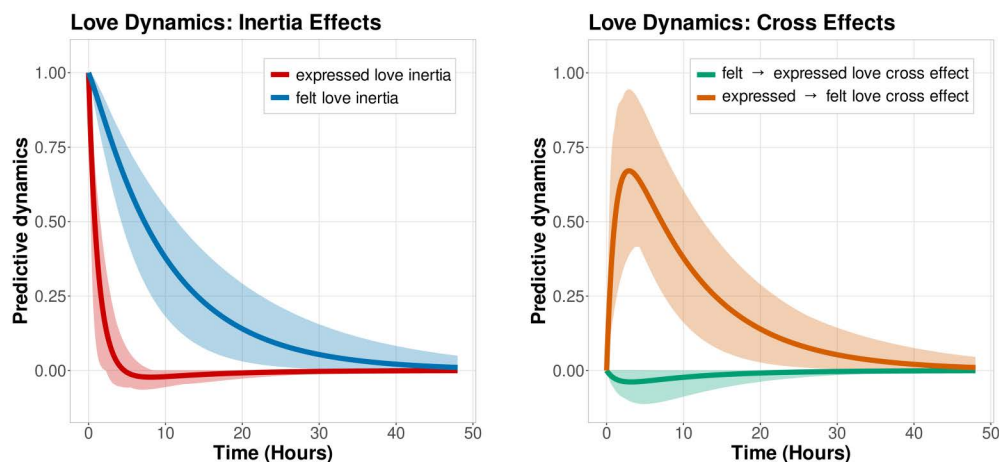 Love Dynamics: Inertia Effects
expressed love inertia
felt love inertia
1.00
0.75
0.50
0.25
0.00
Predictive dynamics
0 10 20 30 40 50
Time (Hours)
Love Dynamics: Cross Effects
felt → expressed love cross effect
expressed → felt love cross effect
1.00
0.75
0.50
0.25
0.00
Predictive dynamics
0 10 20 30 40 50
Time (Hours)